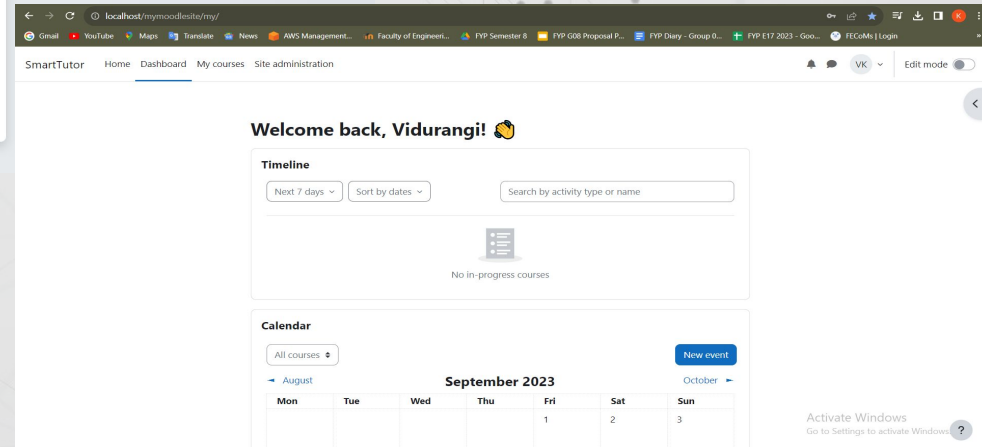 localhost/mymoodlesite/my/
K
Gmail YouTube Maps Translate News AWS Management... Faculty of Engineeri... FYP Semester 8 FYP G08 Proposal P... FYP Diary - Group 0... FYP E17 2023 - Goo... FECoMs | Login »
SmartTutor Home Dashboard My courses Site administration VK Edit mode
Welcome back, Vidurangi! 👋
Timeline
Next 7 days Sort by dates Search by activity type or name
No in-progress courses
Calendar
All courses New event
◄ August September 2023 October ►
Mon Tue Wed Thu Fri Sat Sun
1 2 3
Activate Windows
Go to Settings to activate Windows.
?